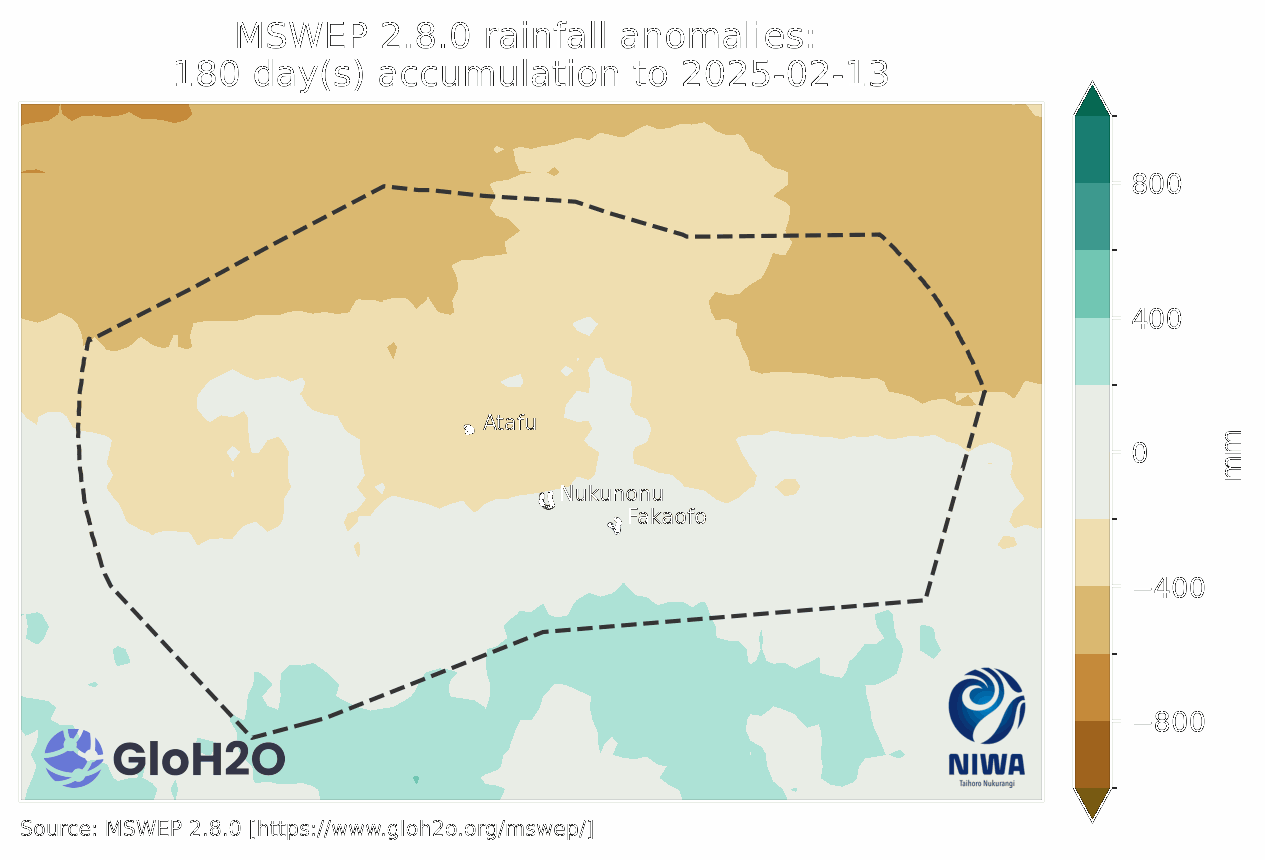 MSWEP 2.8.0 rainfall anomalies:
180 day(s) accumulation to 2025-02-13
800
400
0
−400
−800
mm
Atafu
Nukunonu
Fakaofo
GloH2O
NIWA
Taihoro Nukurangi
Source: MSWEP 2.8.0 [https://www.gloh2o.org/mswep/]